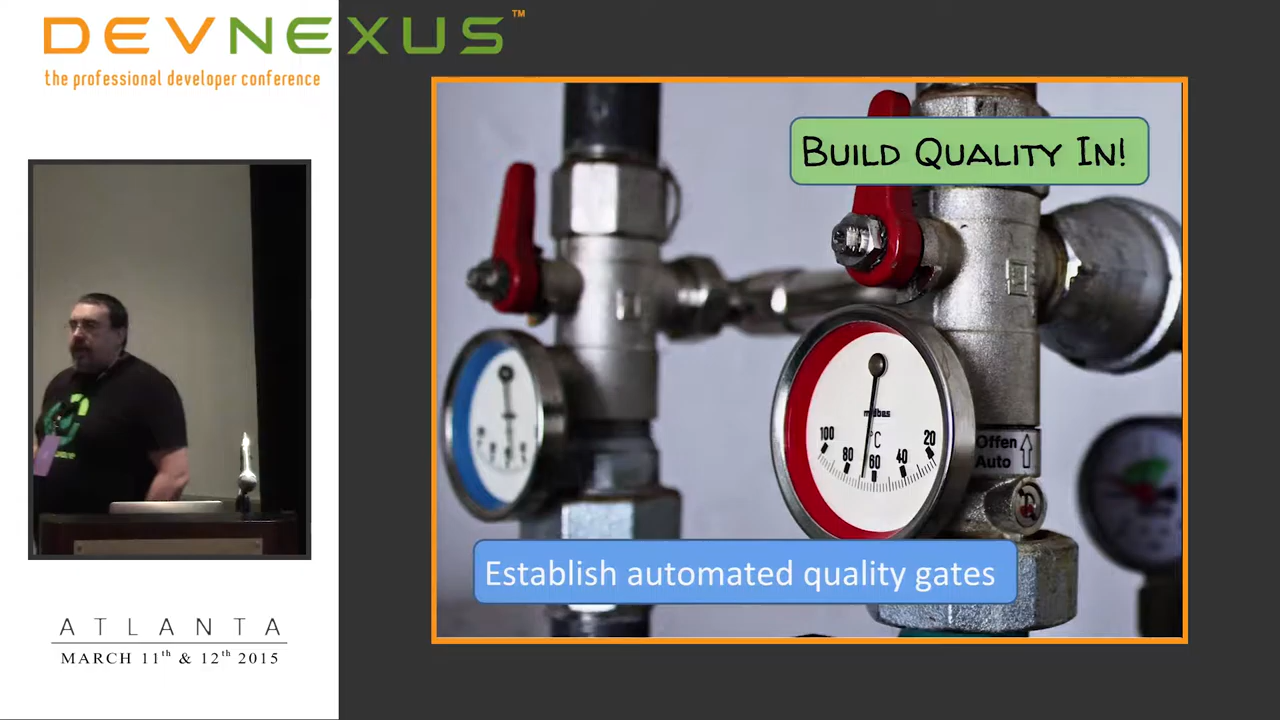 DEVNEXUS™
the professional developer conference
BUILD QUALITY IN!
midbas
°C
100
80
60
40
20
Offen
Auto
Establish automated quality gates
ATLANTA
MARCH 11th & 12th 2015